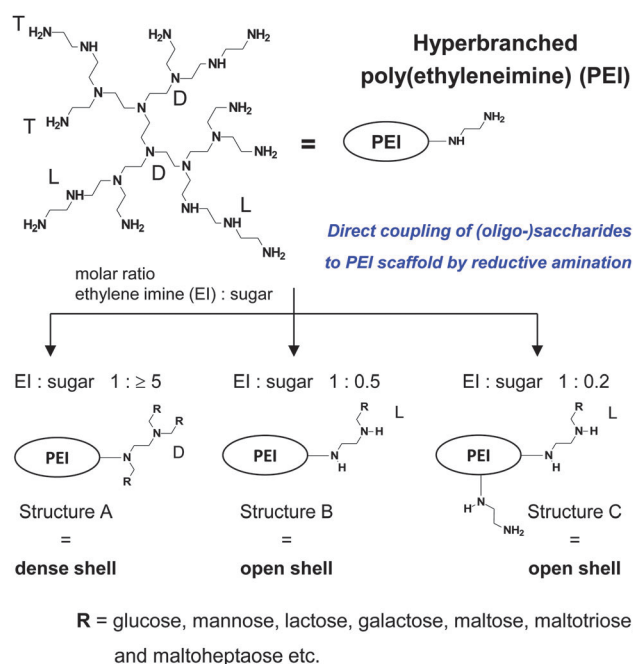 Hyperbranched
poly(ethyleneimine) (PEI)
T
H2N
NH
H2N
NH2
N
N
N
D
NH
NH2
T
H2N
L
NH
H2N
N
N
D
N
N
NH2
NH2
NH2
NH
NH
L
NH2
=
PEI
NH
NH2
Direct coupling of (oligo-)saccharides
to PEI scaffold by reductive amination
molar ratio
ethylene imine (EI) : sugar
EI : sugar 1 : ≥ 5
EI : sugar 1 : 0.5
EI : sugar 1 : 0.2
PEI
N
R
N
R
R
D
PEI
N
H
R
N-H
L
PEI
N
H
R
N-H
L
H-N
NH2
Structure A
Structure B
Structure C
=
=
=
dense shell
open shell
open shell
R = glucose, mannose, lactose, galactose, maltose, maltotriose
and maltoheptaose etc.